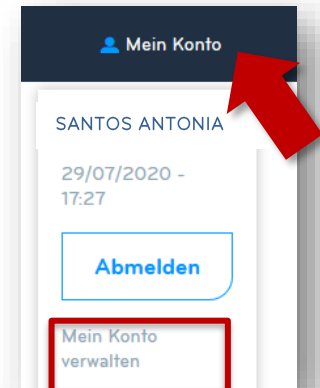 Mein Konto
SANTOS ANTONIA
29/07/2020 -
17:27
Abmelden
Mein Konto
verwalten